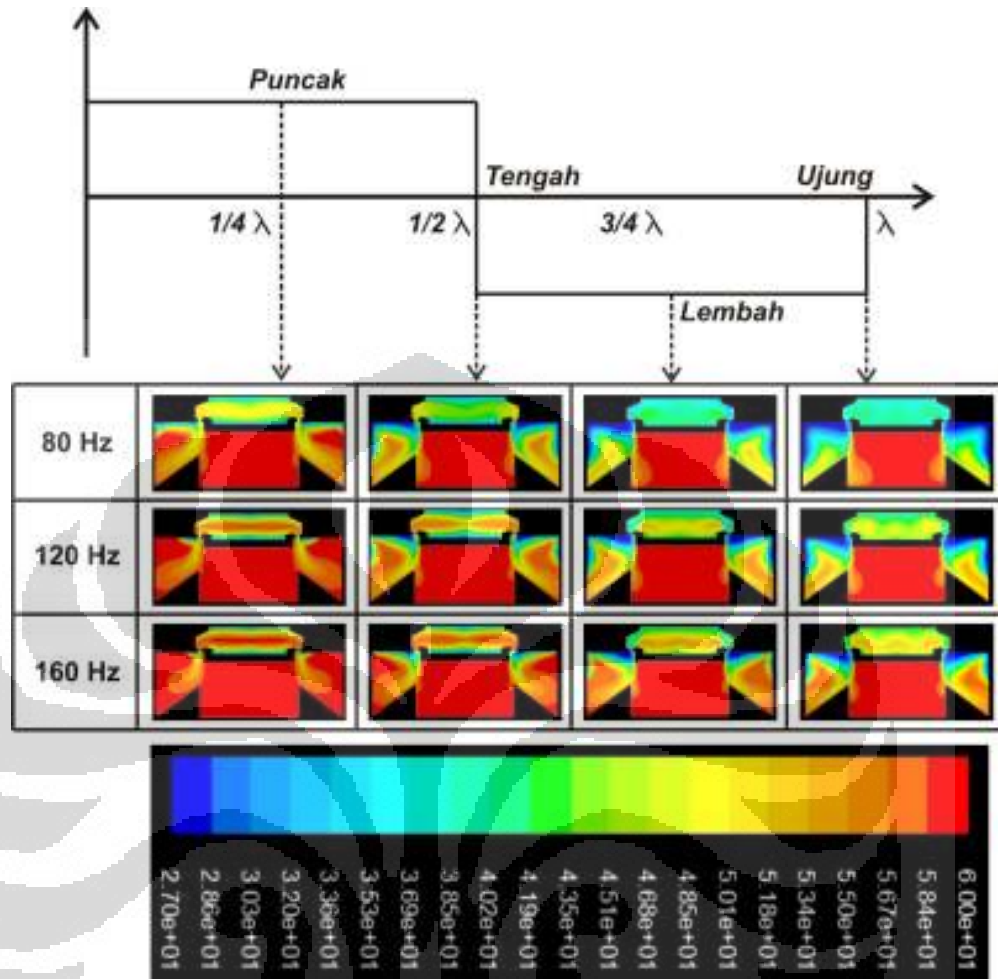 Puncak
Tengah
Ujung
1/4 λ
1/2 λ
3/4 λ
λ
Lembah
80 Hz
120 Hz
160 Hz
2.70e+01
2.86e+01
3.03e+01
3.20e+01
3.36e+01
3.53e+01
3.69e+01
3.85e+01
4.02e+01
4.19e+01
4.35e+01
4.51e+01
4.68e+01
4.85e+01
5.01e+01
5.18e+01
5.34e+01
5.50e+01
5.67e+01
5.84e+01
6.00e+01